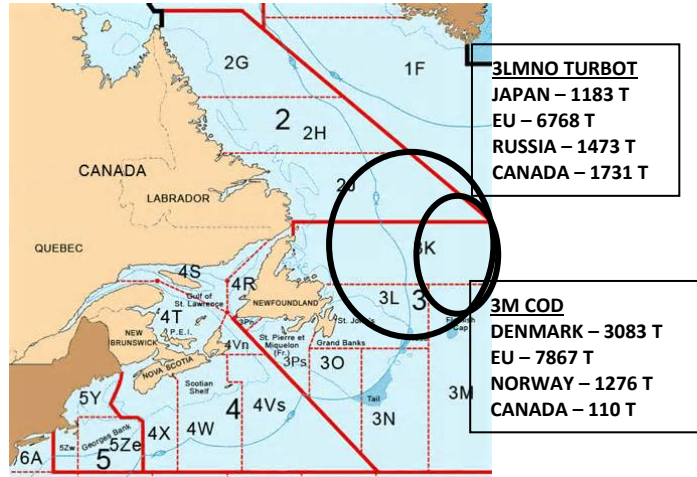 2G
1F
2
2H
CANADA
LABRADOR
2J
QUEBEC
3K
4S
4R
Gulf of
St. Lawrence
NEWFOUNDLAND
3L
3
4T
P.E.I.
3Pn
St. John's
Cap
NEW
BRUNSWICK
4Vn
St. Pierre et
Miquelon
(Fr.)
Grand Banks
NOVA SCOTIA
3Ps
3O
Scotian
Shelf
5Y
4
4Vs
Tail
3M
3N
4X
4W
Georges Bank
5Zw
5Ze
5
6A
3LMNO TURBOT
JAPAN – 1183 T
EU – 6768 T
RUSSIA – 1473 T
CANADA – 1731 T
3M COD
DENMARK – 3083 T
EU – 7867 T
NORWAY – 1276 T
CANADA – 110 T